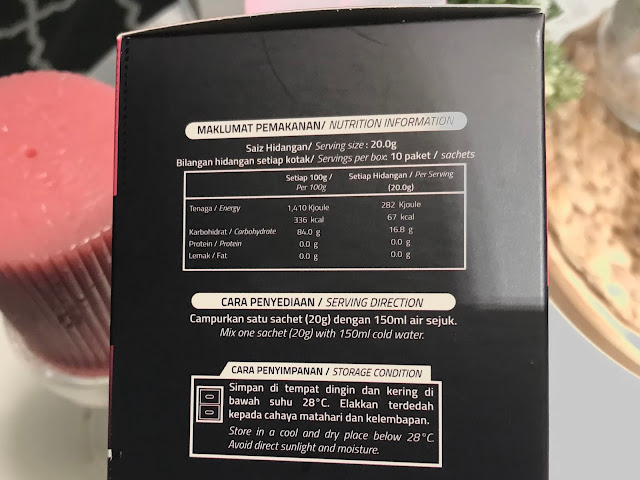 MAKLUMAT PEMAKANAN/ NUTRITION INFORMATION
Saiz Hidangan/ Serving size : 20.0g
Bilangan hidangan setiap kotak/ Servings per box: 10 paket / sachets
Setiap 100g / Setiap Hidangan / Per Serving
Per 100g (20.0g)
Tenaga / Energy 1,410 Kjoule 282 Kjoule
336 kcal 67 kcal
Karbohidrat / Carbohydrate 84.0 g 16.8 g
Protein / Protein 0.0 g 0.0 g
Lemak / Fat 0.0 g 0.0 g
CARA PENYEDIAAN / SERVING DIRECTION
Campurkan satu sachet (20g) dengan 150ml air sejuk.
Mix one sachet (20g) with 150ml cold water.
CARA PENYIMPANAN / STORAGE CONDITION
Simpan di tempat dingin dan kering di
bawah suhu 28°C. Elakkan terdedah
kepada cahaya matahari dan kelembapan.
Store in a cool and dry place below 28°C.
Avoid direct sunlight and moisture.